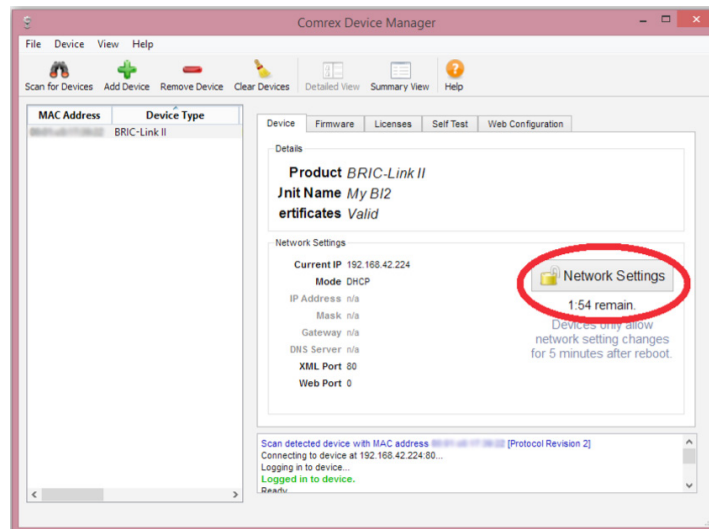 Comrex Device Manager
File Device View Help
Scan for Devices Add Device Remove Device Clear Devices Detailed View Summary View Help
MAC Address Device Type
BRIC-Link II
Device Firmware Licenses Self Test Web Configuration
Details
Product BRIC-Link II
Jnit Name My Bl2
ertificates Valid
Network Settings
Current IP 192.168.42.224
Mode DHCP
IP Address n/a
Mask n/a
Gateway n/a
DNS Server n/a
XML Port 80
Web Port 0
Network Settings
1:54 remain.
Devices only allow
network setting changes
for 5 minutes after reboot.
Scan detected device with MAC address [Protocol Revision 2]
Connecting to device at 192.168.42.224:80...
Logging in to device...
Logged in to device.
Ready